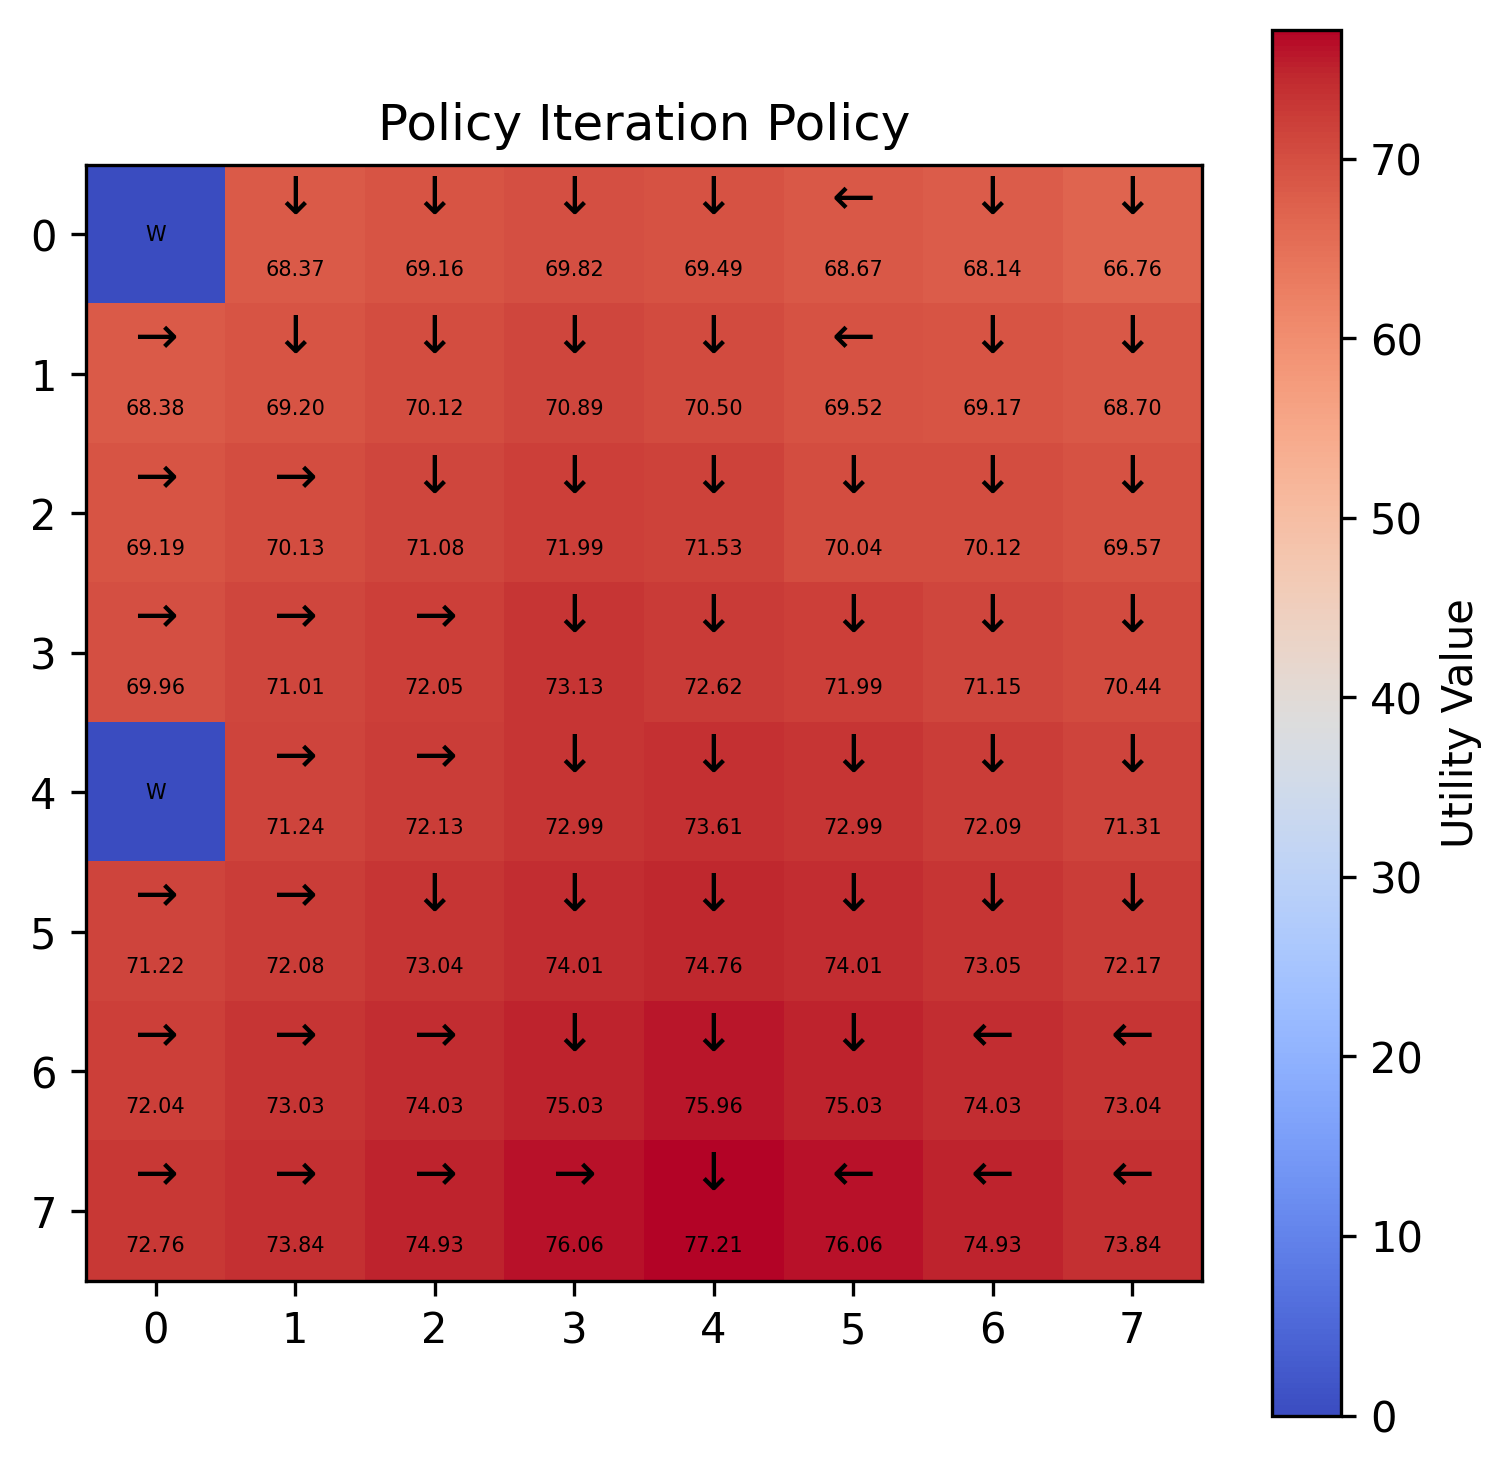 Policy Iteration Policy
0 W ↓ ↓ ↓ ↓ ← ↓ ↓
68.37 69.16 69.82 69.49 68.67 68.14 66.76
1 → ↓ ↓ ↓ ↓ ← ↓ ↓
68.38 69.20 70.12 70.89 70.50 69.52 69.17 68.70
2 → → ↓ ↓ ↓ ↓ ↓ ↓
69.19 70.13 71.08 71.99 71.53 70.04 70.12 69.57
3 → → → ↓ ↓ ↓ ↓ ↓
69.96 71.01 72.05 73.13 72.62 71.99 71.15 70.44
4 W → → ↓ ↓ ↓ ↓ ↓
71.24 72.13 72.99 73.61 72.99 72.09 71.31
5 → → ↓ ↓ ↓ ↓ ↓ ↓
71.22 72.08 73.04 74.01 74.76 74.01 73.05 72.17
6 → → → ↓ ↓ ↓ ← ←
72.04 73.03 74.03 75.03 75.96 75.03 74.03 73.04
7 → → → → ↓ ← ← ←
72.76 73.84 74.93 76.06 77.21 76.06 74.93 73.84
0 1 2 3 4 5 6 7
70
60
50
40
30
20
10
0
Utility Value